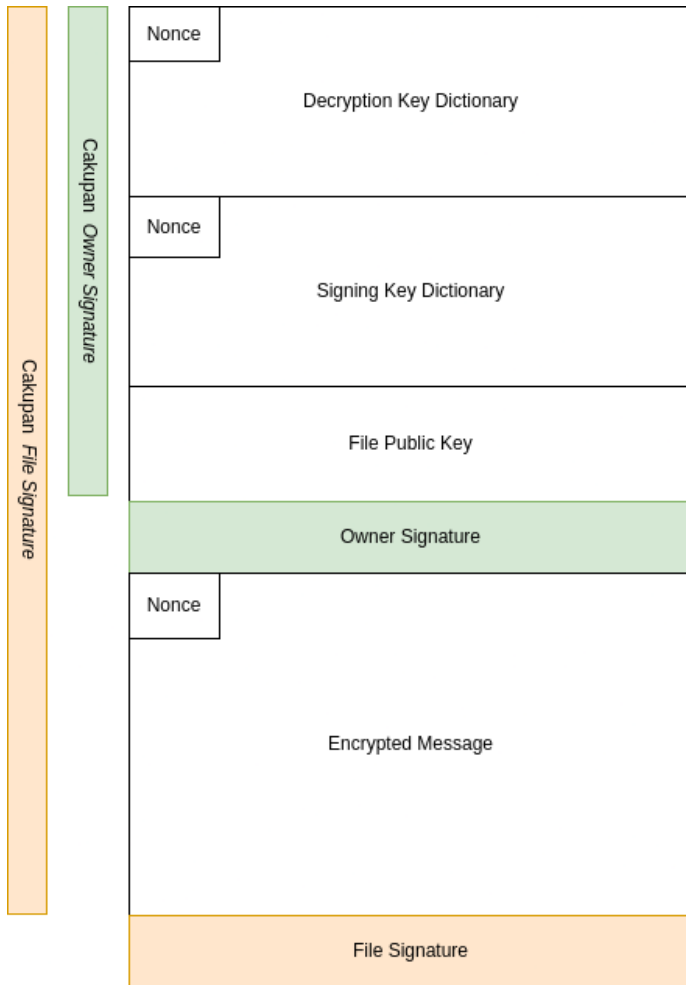 Nonce
Decryption Key Dictionary
Cakupan Owner Signature
Nonce
Signing Key Dictionary
Cakupan File Signature
File Public Key
Owner Signature
Nonce
Encrypted Message
File Signature